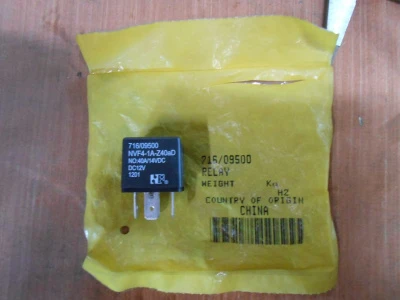 716/09500
NVF4-1A-Z40aD
NO:40A/14VDC
DC12V
1201
716/09500
RELAY
WEIGHT
COUNTRY OF ORIGIN
CHINA